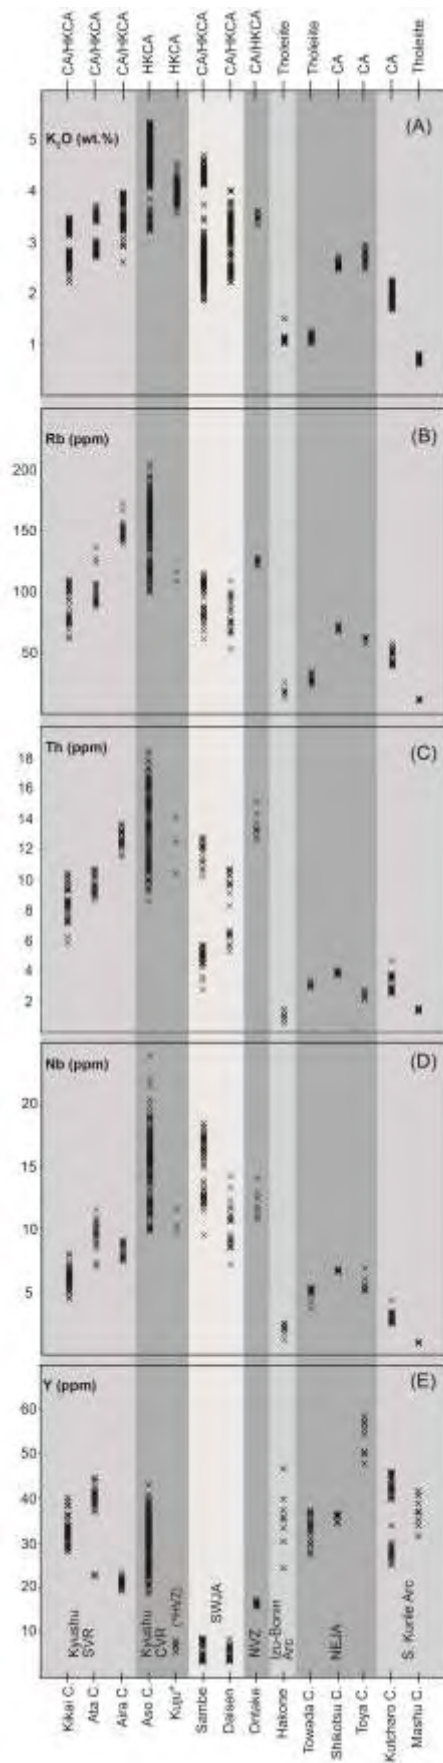 CA/HKCA
CA/HKCA
CA/HKCA
HKCA
HKCA
CA/HKCA
CA/HKCA
CA/HKCA
Tholeiite
Tholeiite
CA
CA
CA
Tholeiite
K₂O (wt.%)
(A)
5
4
3
2
1
Rb (ppm)
(B)
200
150
100
50
Th (ppm)
(C)
18
16
14
12
10
8
6
4
2
Nb (ppm)
(D)
20
15
10
5
Y (ppm)
(E)
60
50
40
30
20
10
Kyushu
SVR
Kyushu
CVR
(*HVZ)
SWJA
NVZ
Izu-Bonin
Arc
NEJA
S. Kurile Arc
Kikai C.
Ata C.
Aira C.
Aso C.
Kuju*
Sambe
Daisen
Ontake
Hakone
Towada C.
Shikotsu C.
Toya C.
Kutcharo C.
Mashu C.